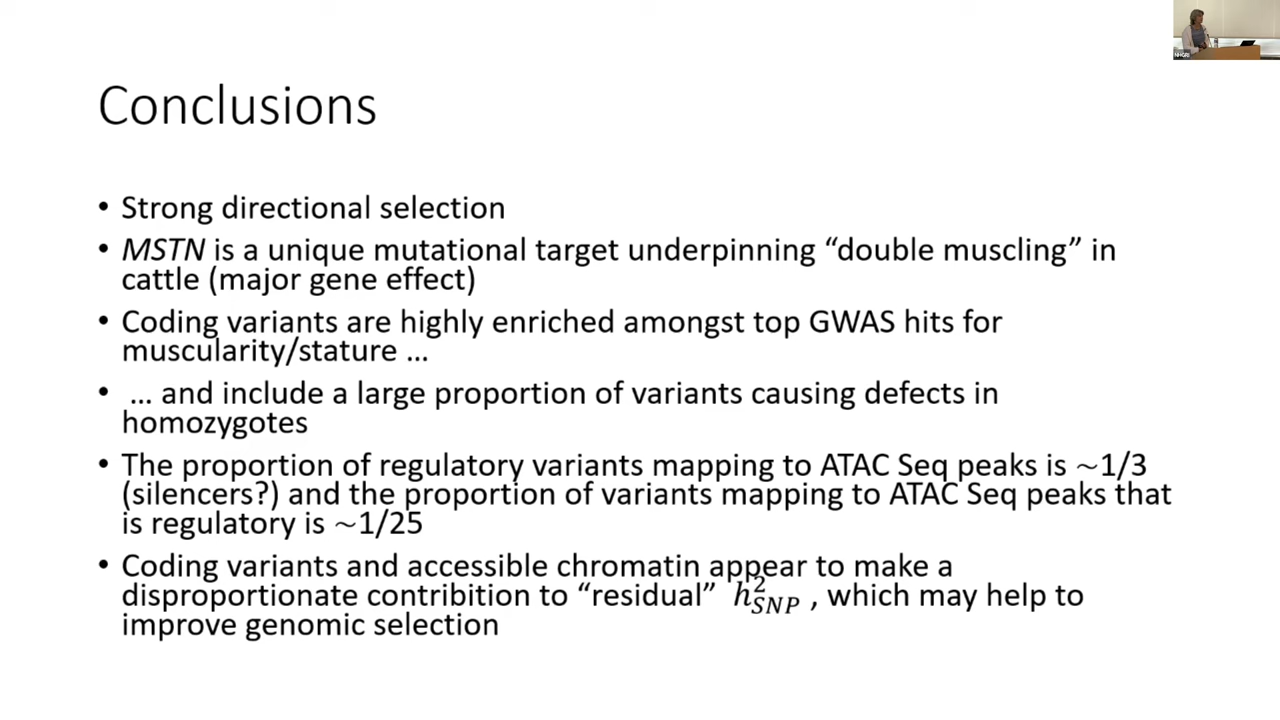 Conclusions
• Strong directional selection
• MSTN is a unique mutational target underpinning “double muscling” in
cattle (major gene effect)
• Coding variants are highly enriched amongst top GWAS hits for
muscularity/stature ...
• ... and include a large proportion of variants causing defects in
homozygotes
• The proportion of regulatory variants mapping to ATAC Seq peaks is ~1/3
(silencers?) and the proportion of variants mapping to ATAC Seq peaks that
is regulatory is ~1/25
• Coding variants and accessible chromatin appear to make a
disproportionate contribition to “residual” h²SNP , which may help to
improve genomic selection
NHGRI